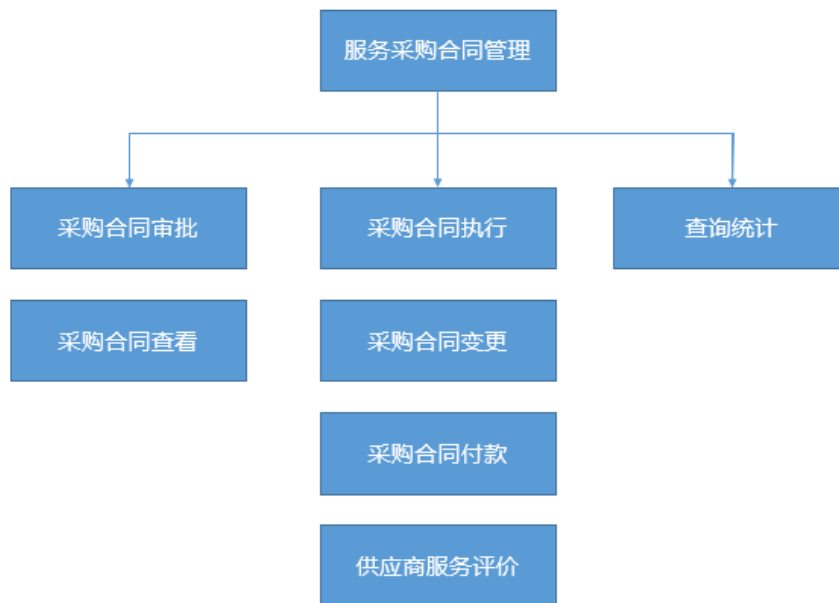 服务采购合同管理
采购合同审批
采购合同执行
查询统计
采购合同查看
采购合同变更
采购合同付款
供应商服务评价